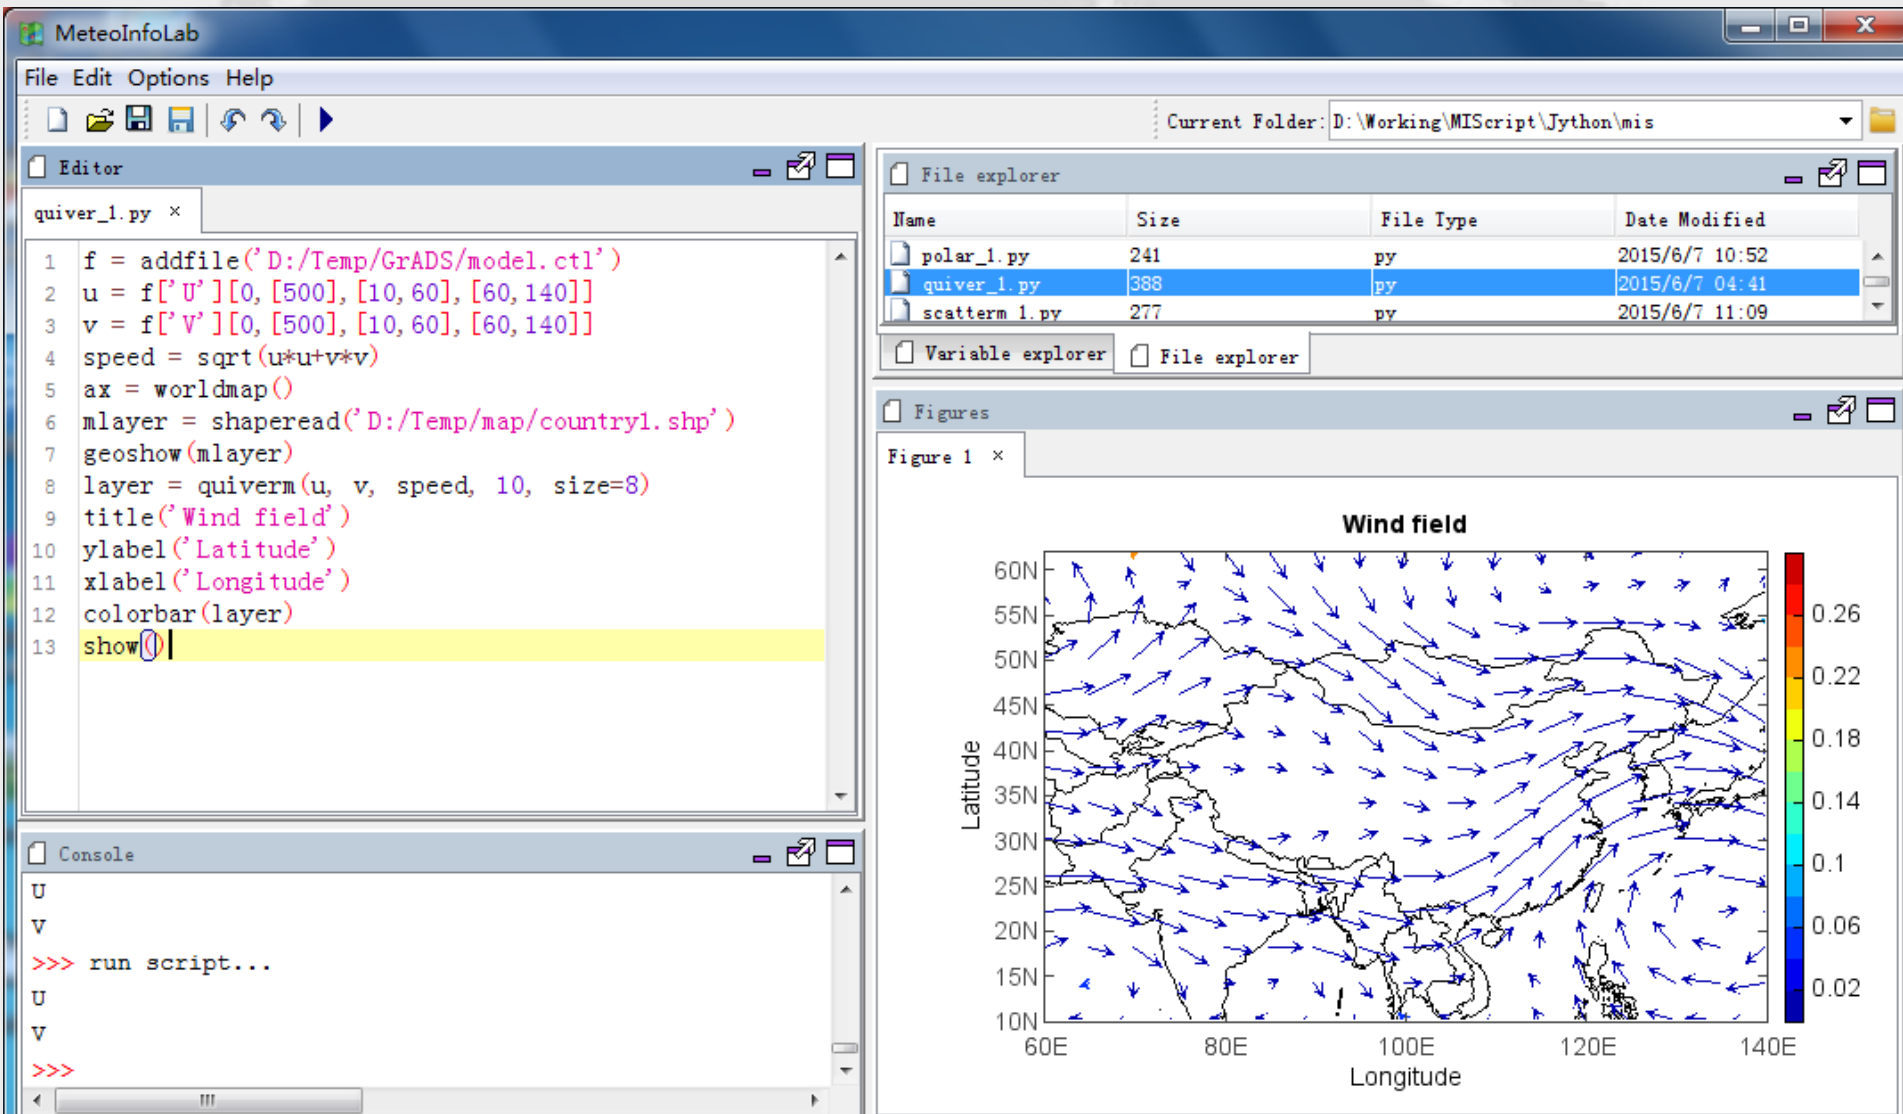 MeteoInfoLab
File Edit Options Help
Current Folder: D:\Working\MIScript\Jython\mis
Editor
quiver_1.py ×
1 f = addfile('D:/Temp/GrADS/model.ctl')
2 u = f['U'][0,[500],[10,60],[60,140]]
3 v = f['V'][0,[500],[10,60],[60,140]]
4 speed = sqrt(u*u+v*v)
5 ax = worldmap()
6 mlayer = shaperead('D:/Temp/map/country1.shp')
7 geoshow(mlayer)
8 layer = quiverm(u, v, speed, 10, size=8)
9 title('Wind field')
10 ylabel('Latitude')
11 xlabel('Longitude')
12 colorbar(layer)
13 show()
Console
U
V
>>> run script...
U
V
>>>
File explorer
Name Size File Type Date Modified
polar_1.py 241 py 2015/6/7 10:52
quiver_1.py 388 py 2015/6/7 04:41
scatterm_1.py 277 py 2015/6/7 11:09
Variable explorer File explorer
Figures
Figure 1 ×
Wind field
60N
55N
50N
45N
40N
35N
30N
25N
20N
15N
10N
Latitude
60E 80E 100E 120E 140E
Longitude
0.26
0.22
0.18
0.14
0.1
0.06
0.02